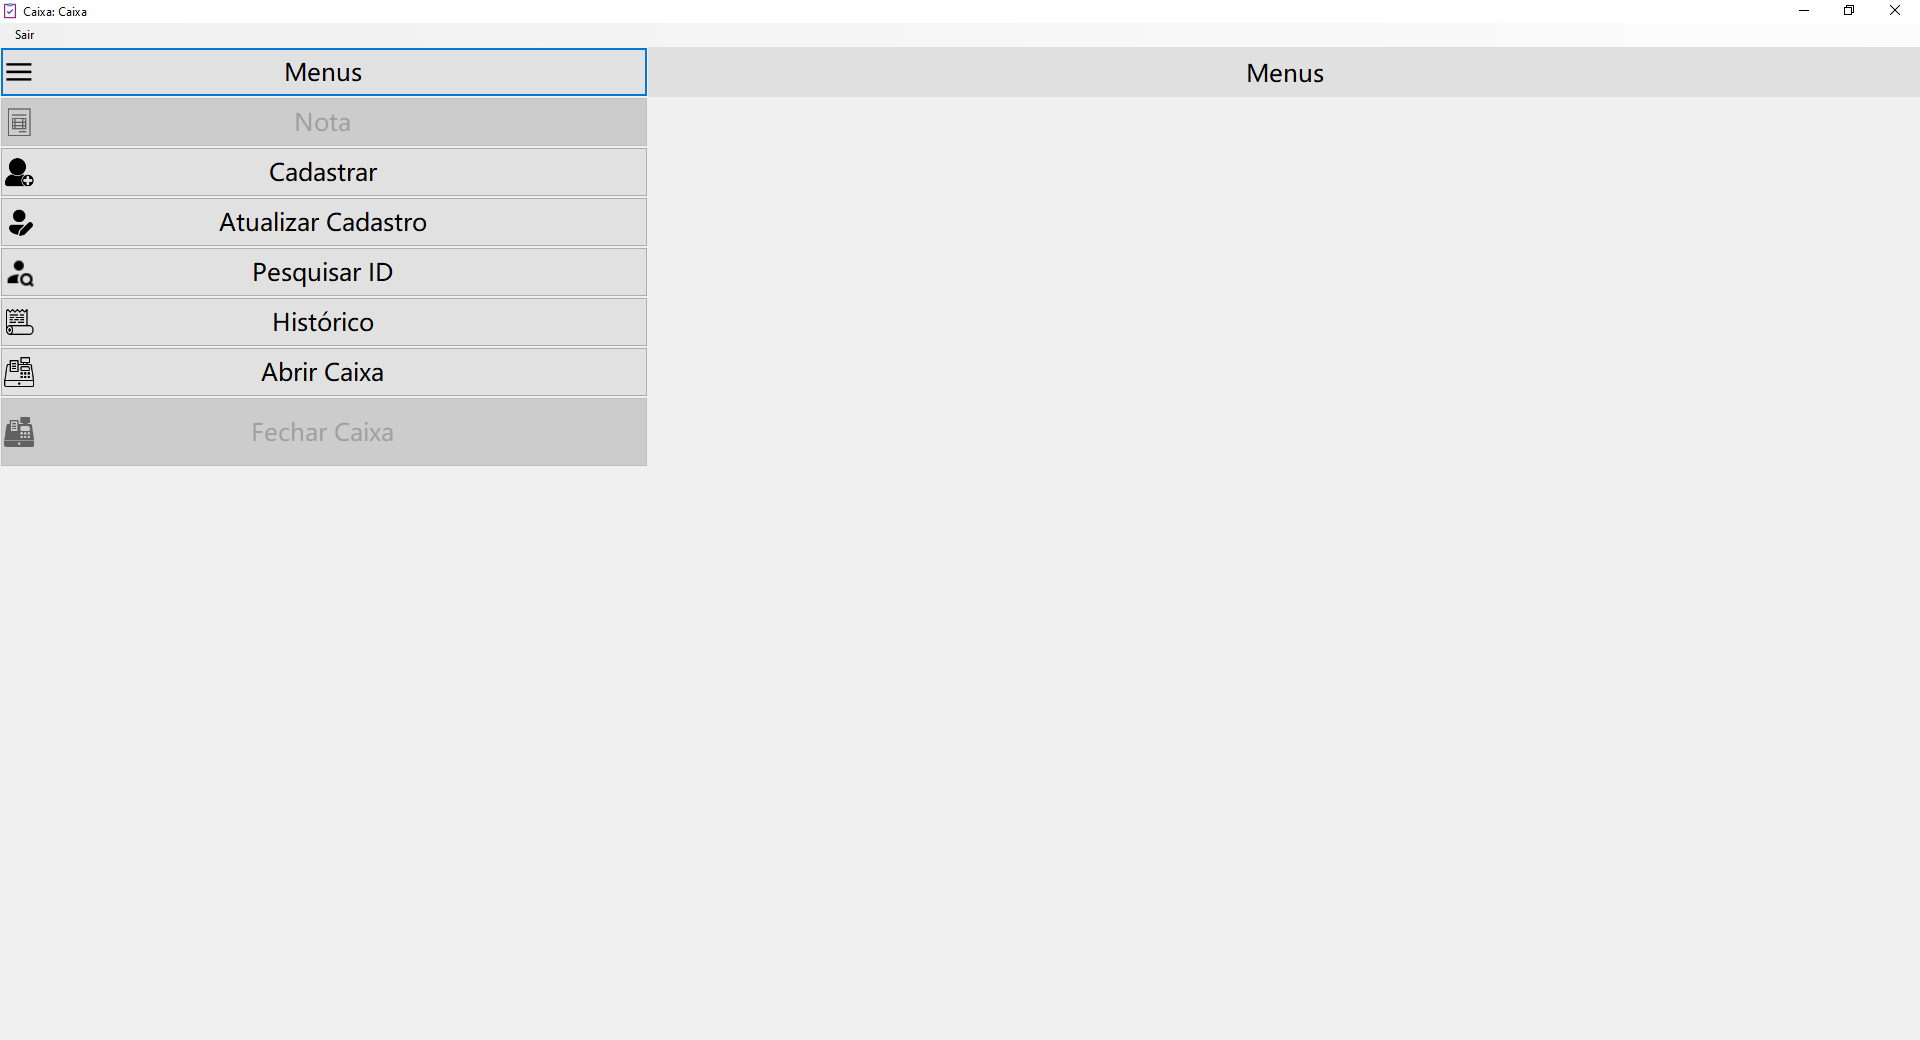 Caixa: Caixa
Sair
Menus
Menus
Nota
Cadastrar
Atualizar Cadastro
Pesquisar ID
Histórico
Abrir Caixa
Fechar Caixa